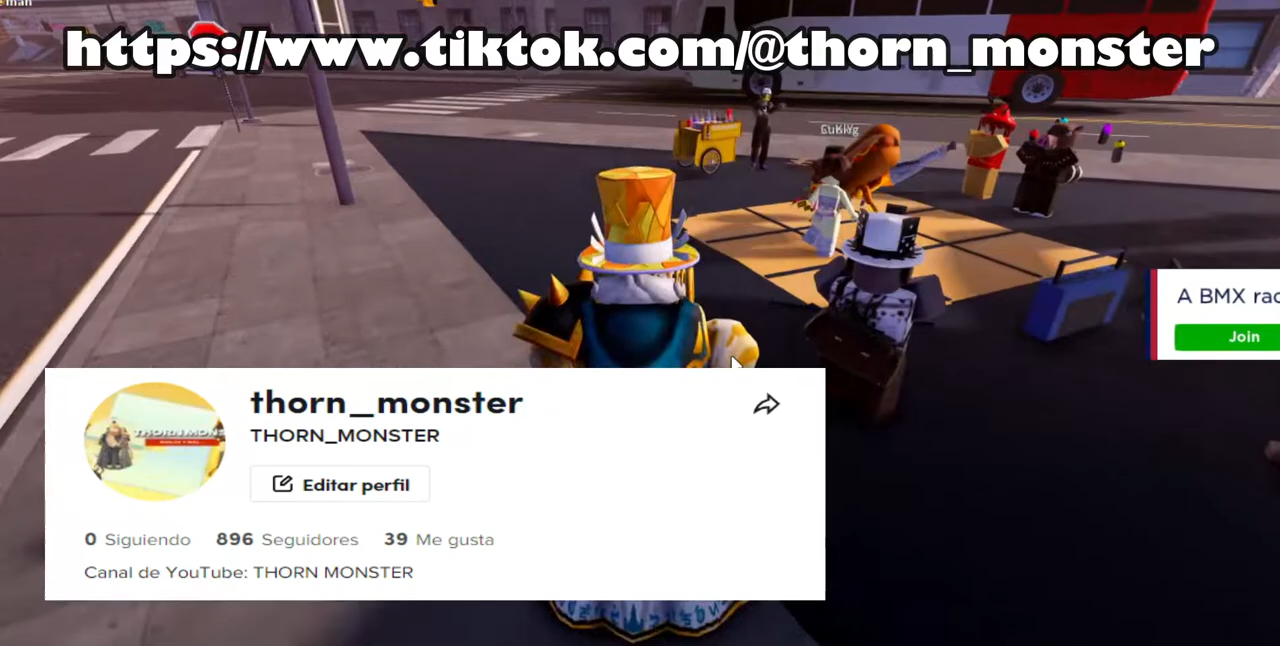 man
https://www.tiktok.com/@thorn_monster
A BMX rac
Join
thorn_monster
THORN_MONSTER
Editar perfil
0 Siguiendo 896 Seguidores 39 Me gusta
Canal de YouTube: THORN MONSTER